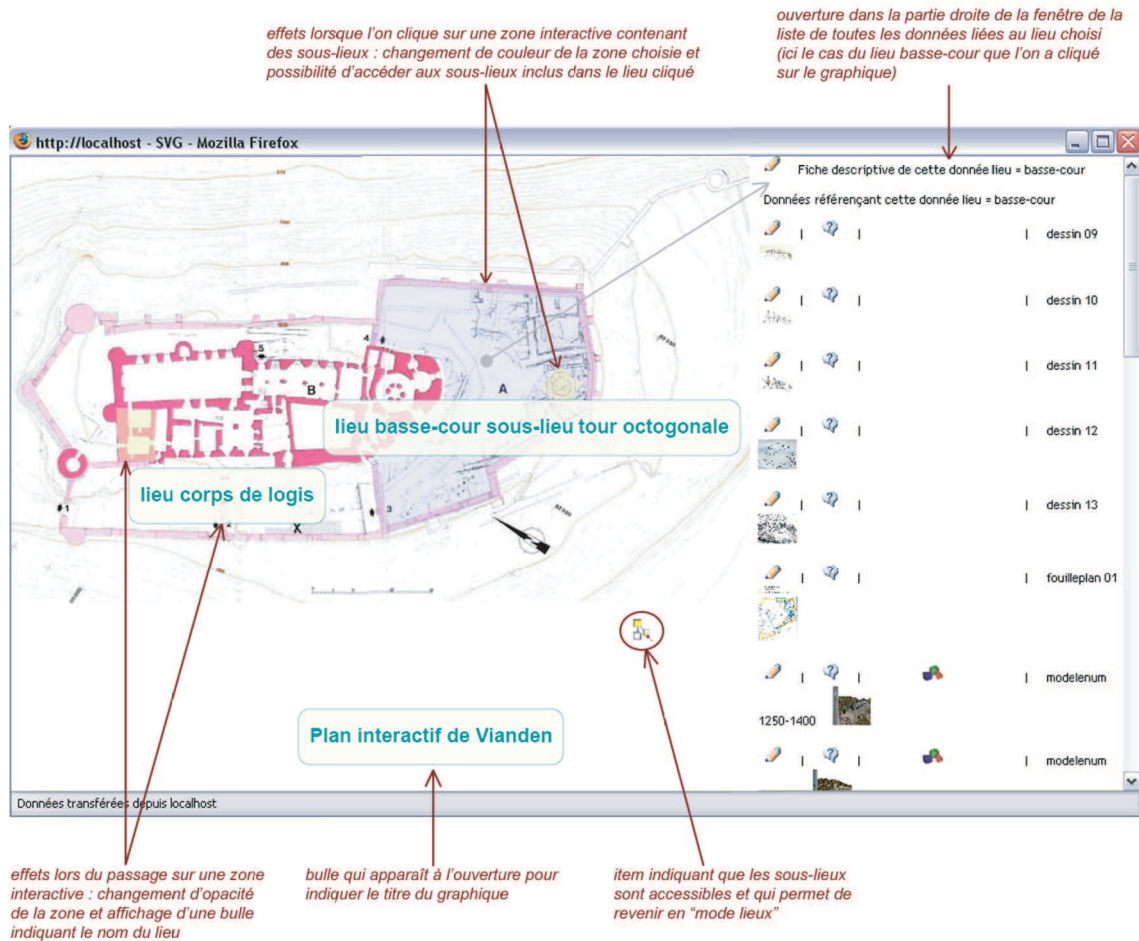 effets lorsque l'on clique sur une zone interactive contenant
des sous-lieux : changement de couleur de la zone choisie et
possibilité d'accéder aux sous-lieux inclus dans le lieu cliqué
ouverture dans la partie droite de la fenêtre de la
liste de toutes les données liées au lieu choisi
(ici le cas du lieu basse-cour que l'on a cliqué
sur le graphique)
http://localhost - SVG - Mozilla Firefox
Fiche descriptive de cette donnée lieu = basse-cour
Données référençant cette donnée lieu = basse-cour
| | | dessin 09
| | | dessin 10
| | | dessin 11
| | | dessin 12
| | | dessin 13
| | | fouilleplan 01
| | | modelenum
1250-1400
| | | modelenum
5
4
B
A
lieu basse-cour sous-lieu tour octogonale
lieu corps de logis
1
2
X
3
Plan interactif de Vianden
Données transférées depuis localhost
effets lors du passage sur une zone
interactive : changement d'opacité
de la zone et affichage d'une bulle
indiquant le nom du lieu
bulle qui apparaît à l'ouverture pour
indiquer le titre du graphique
item indiquant que les sous-lieux
sont accessibles et qui permet de
revenir en "mode lieux"